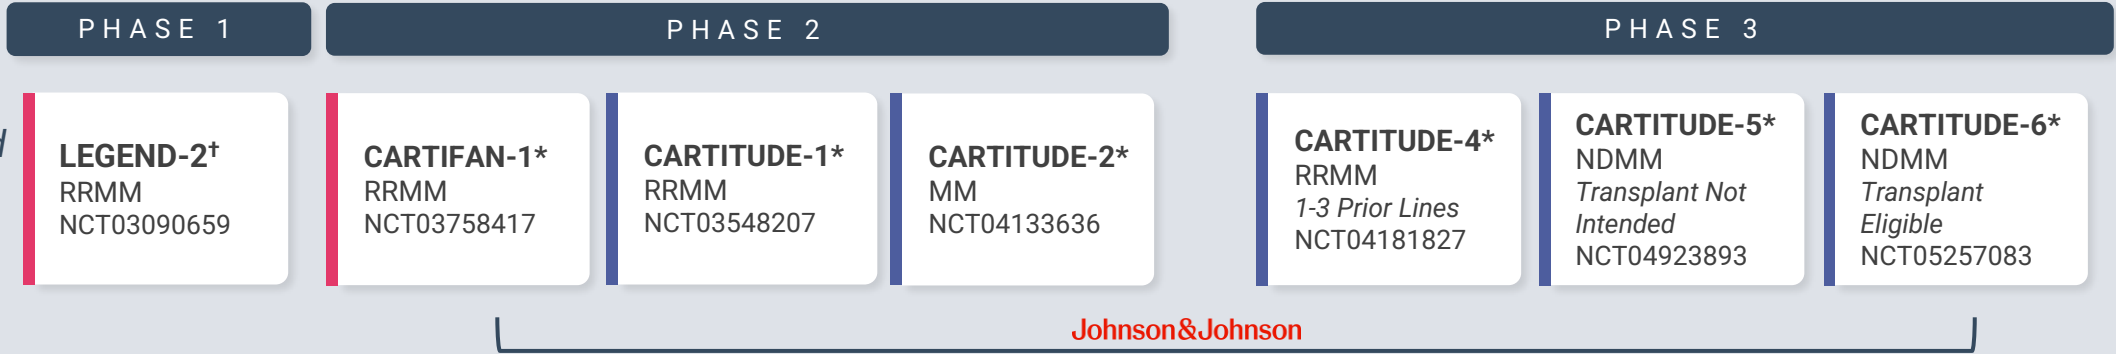 PHASE 1
PHASE 2
PHASE 3
LEGEND-2†
RRMM
NCT03090659
CARTIFAN-1*
RRMM
NCT03758417
CARTITUDE-1*
RRMM
NCT03548207
CARTITUDE-2*
MM
NCT04133636
CARTITUDE-4*
RRMM
1-3 Prior Lines
NCT04181827
CARTITUDE-5*
NDMM
Transplant Not
Intended
NCT04923893
CARTITUDE-6*
NDMM
Transplant
Eligible
NCT05257083
Johnson&Johnson